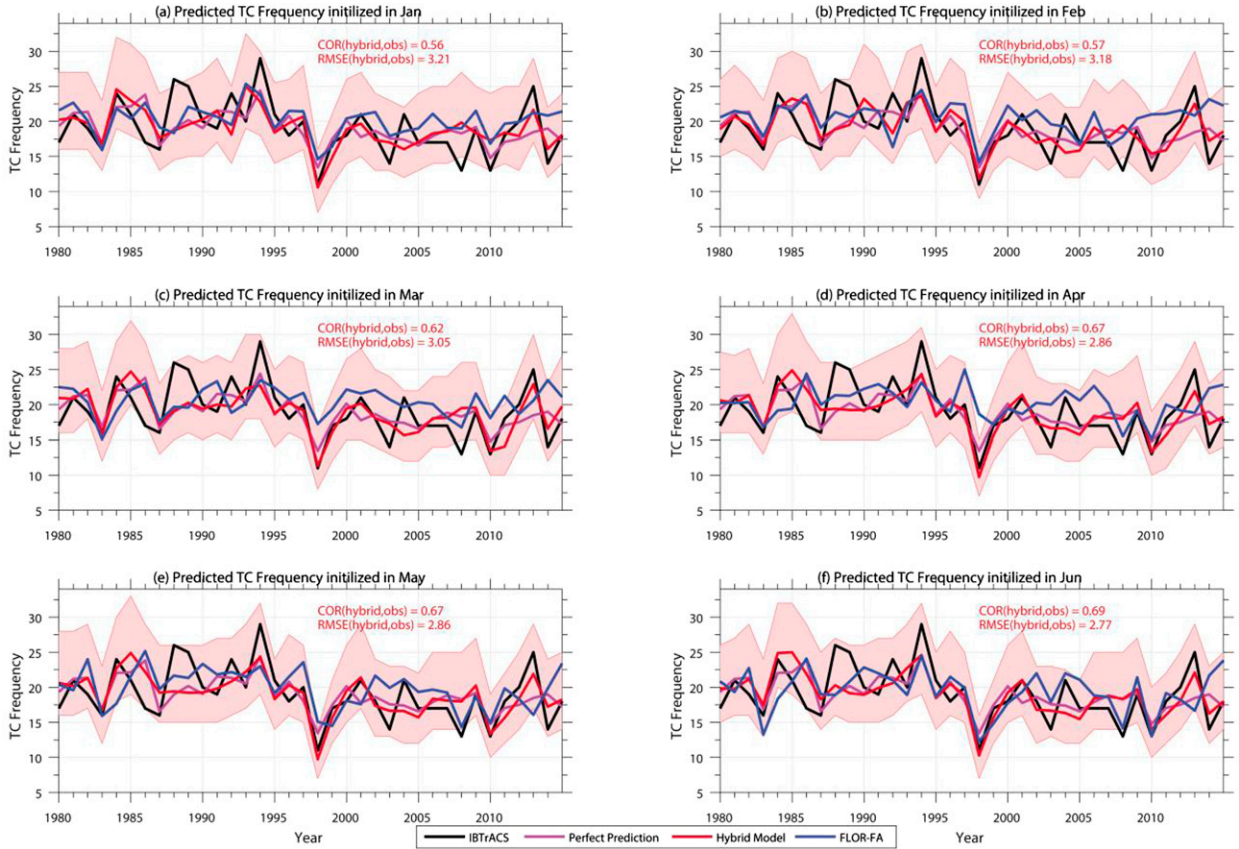 (a) Predicted TC Frequency initilized in Jan
COR(hybrid,obs) = 0.56
RMSE(hybrid,obs) = 3.21
TC Frequency
30
25
20
15
10
5
1980 1985 1990 1995 2000 2005 2010
(b) Predicted TC Frequency initilized in Feb
COR(hybrid,obs) = 0.57
RMSE(hybrid,obs) = 3.18
TC Frequency
30
25
20
15
10
5
1980 1985 1990 1995 2000 2005 2010
(c) Predicted TC Frequency initilized in Mar
COR(hybrid,obs) = 0.62
RMSE(hybrid,obs) = 3.05
TC Frequency
30
25
20
15
10
5
1980 1985 1990 1995 2000 2005 2010
(d) Predicted TC Frequency initilized in Apr
COR(hybrid,obs) = 0.67
RMSE(hybrid,obs) = 2.86
TC Frequency
30
25
20
15
10
5
1980 1985 1990 1995 2000 2005 2010
(e) Predicted TC Frequency initilized in May
COR(hybrid,obs) = 0.67
RMSE(hybrid,obs) = 2.86
TC Frequency
30
25
20
15
10
5
1980 1985 1990 1995 2000 2005 2010
Year
(f) Predicted TC Frequency initilized in Jun
COR(hybrid,obs) = 0.69
RMSE(hybrid,obs) = 2.77
TC Frequency
30
25
20
15
10
5
1980 1985 1990 1995 2000 2005 2010
Year
IBTrACS Perfect Prediction Hybrid Model FLOR-FA